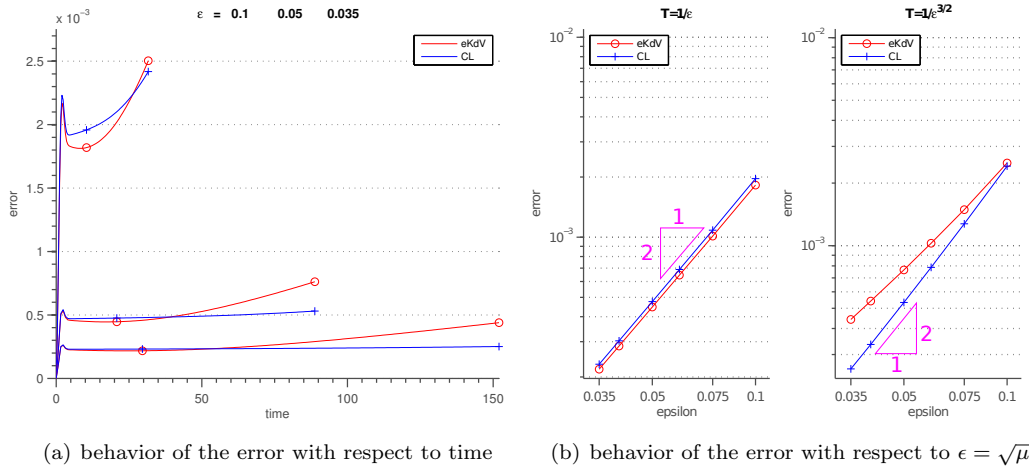 ε = 0.1 0.05 0.035
x 10⁻³
eKdV
CL
2.5
2
1.5
1
0.5
0
error
0 50 100 150
time
(a) behavior of the error with respect to time
T=1/ε
10⁻²
eKdV
CL
1
2
10⁻³
error
0.035 0.05 0.075 0.1
epsilon
T=1/ε^{3/2}
10⁻²
eKdV
CL
10⁻³
error
2
1
0.035 0.05 0.075 0.1
epsilon
(b) behavior of the error with respect to ϵ = √μ